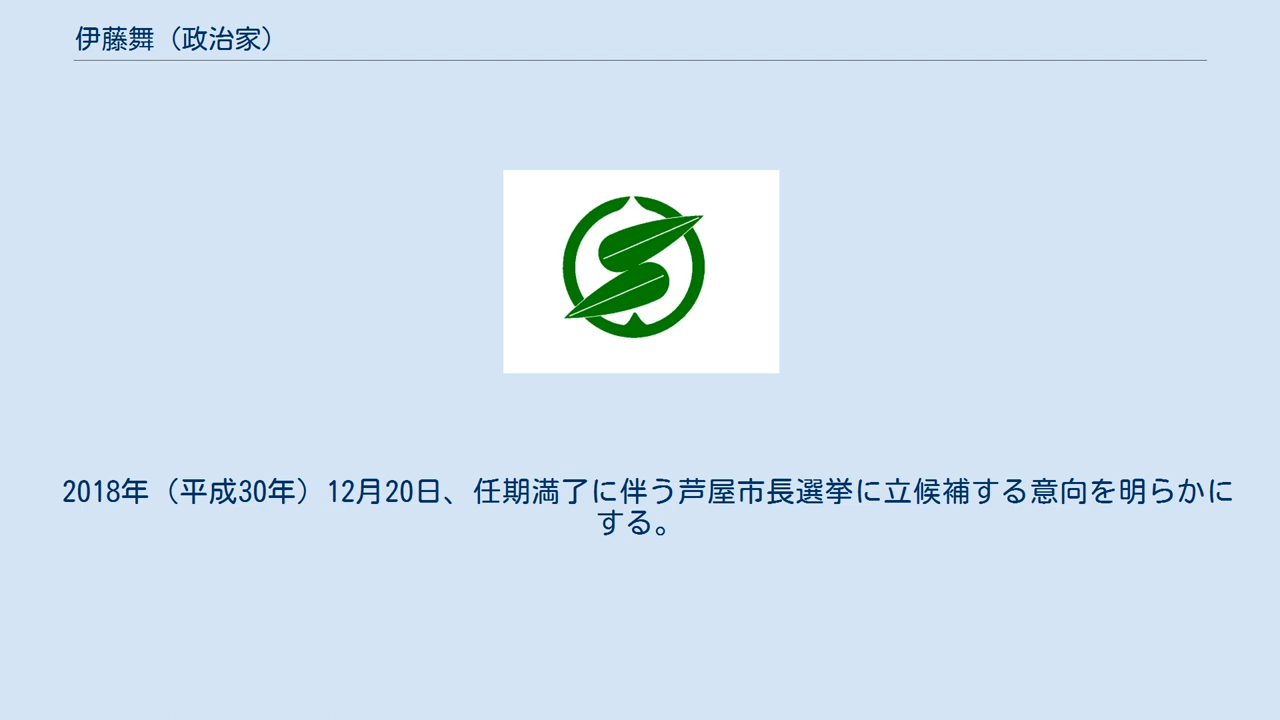 伊藤舞（政治家）
2018年（平成30年）12月20日、任期満了に伴う芦屋市長選挙に立候補する意向を明らかに
する。